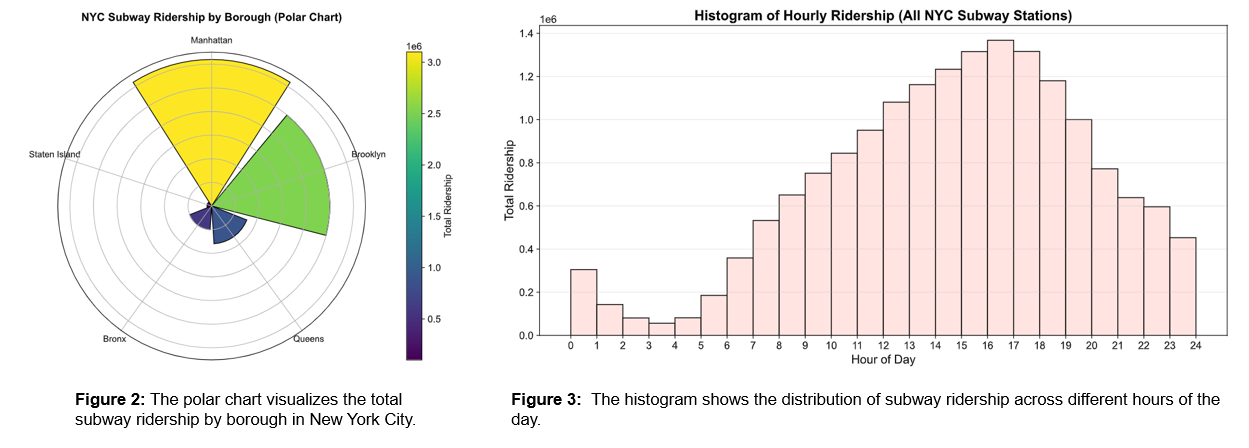 NYC Subway Ridership by Borough (Polar Chart)
Manhattan
Staten Island
Brooklyn
Bronx
Queens
1e6
3.0
2.5
2.0
1.5
1.0
0.5
Total Ridership
Figure 2: The polar chart visualizes the total
subway ridership by borough in New York City.
Histogram of Hourly Ridership (All NYC Subway Stations)
1e6
1.4
1.2
1.0
0.8
0.6
0.4
0.2
0.0
Total Ridership
0 1 2 3 4 5 6 7 8 9 10 11 12 13 14 15 16 17 18 19 20 21 22 23 24
Hour of Day
Figure 3: The histogram shows the distribution of subway ridership across different hours of the
day.